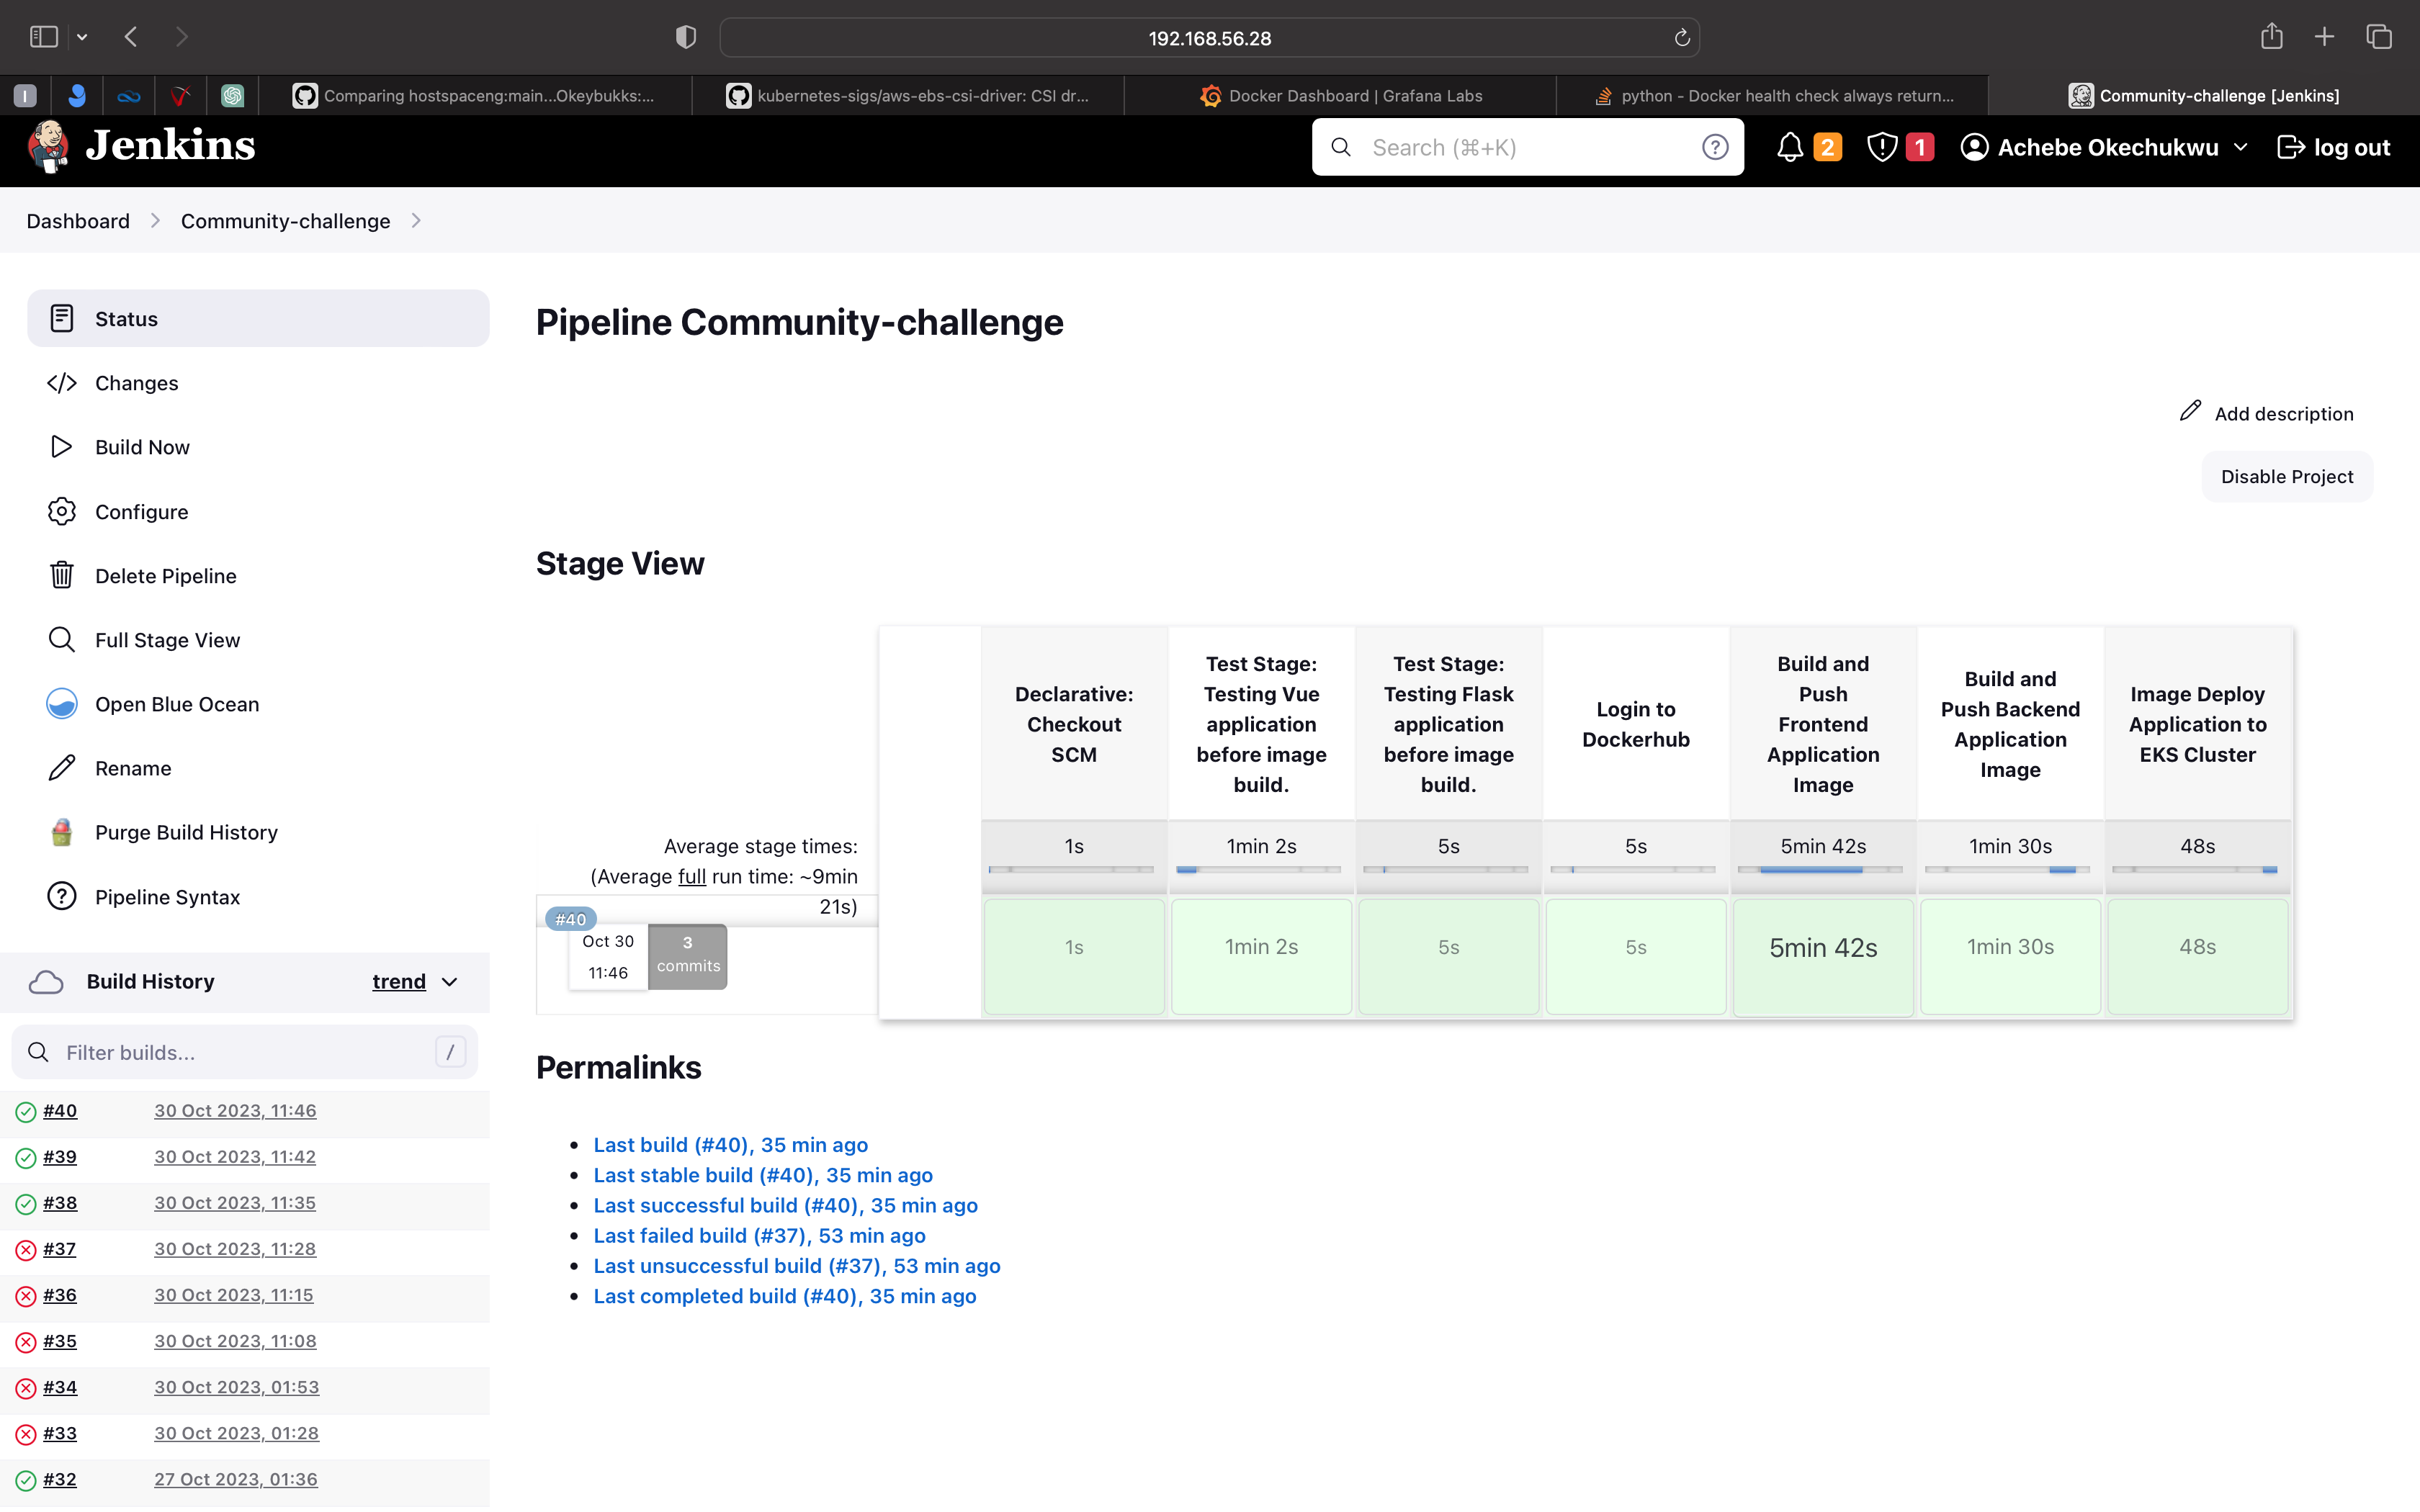 192.168.56.28
Comparing hostspaceng:main...Okeybukks:...
kubernetes-sigs/aws-ebs-csi-driver: CSI dr...
Docker Dashboard | Grafana Labs
python - Docker health check always return...
Community-challenge [Jenkins]
Jenkins
Search (⌘+K)
2
1
Achebe Okechukwu
log out
Dashboard
Community-challenge
Status
Changes
Build Now
Configure
Delete Pipeline
Full Stage View
Open Blue Ocean
Rename
Purge Build History
Pipeline Syntax
Build History
trend
Filter builds...
/
#40 30 Oct 2023, 11:46
#39 30 Oct 2023, 11:42
#38 30 Oct 2023, 11:35
#37 30 Oct 2023, 11:28
#36 30 Oct 2023, 11:15
#35 30 Oct 2023, 11:08
#34 30 Oct 2023, 01:53
#33 30 Oct 2023, 01:28
#32 27 Oct 2023, 01:36
Pipeline Community-challenge
Add description
Disable Project
Stage View
Declarative:
Checkout
SCM
Test Stage:
Testing Vue
application
before image
build.
Test Stage:
Testing Flask
application
before image
build.
Login to
Dockerhub
Build and
Push
Frontend
Application
Image
Build and
Push Backend
Application
Image
Image Deploy
Application to
EKS Cluster
Average stage times:
(Average full run time: ~9min
21s)
1s
1min 2s
5s
5s
5min 42s
1min 30s
48s
#40
Oct 30
11:46
3
commits
1s
1min 2s
5s
5s
5min 42s
1min 30s
48s
Permalinks
Last build (#40), 35 min ago
Last stable build (#40), 35 min ago
Last successful build (#40), 35 min ago
Last failed build (#37), 53 min ago
Last unsuccessful build (#37), 53 min ago
Last completed build (#40), 35 min ago